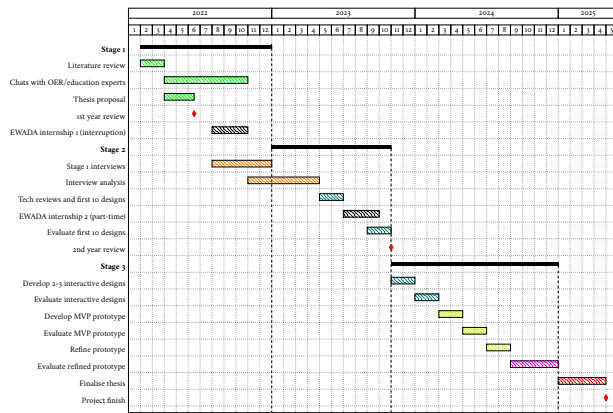 2022 2023 2024 2025
1 2 3 4 5 6 7 8 9 10 11 12 1 2 3 4 5 6 7 8 9 10 11 12 1 2 3 4 5 6 7 8 9 10 11 12 1 2 3 4 5
Stage 1
Literature review
Chats with OER/education experts
Thesis proposal
1st year review
EWADA internship 1 (interruption)
Stage 2
Stage 1 interviews
Interview analysis
Tech reviews and first 10 designs
EWADA internship 2 (part-time)
Evaluate first 10 designs
2nd year review
Stage 3
Develop 2-3 interactive designs
Evaluate interactive designs
Develop MVP prototype
Evaluate MVP prototype
Refine prototype
Evaluate refined prototype
Finalise thesis
Project finish